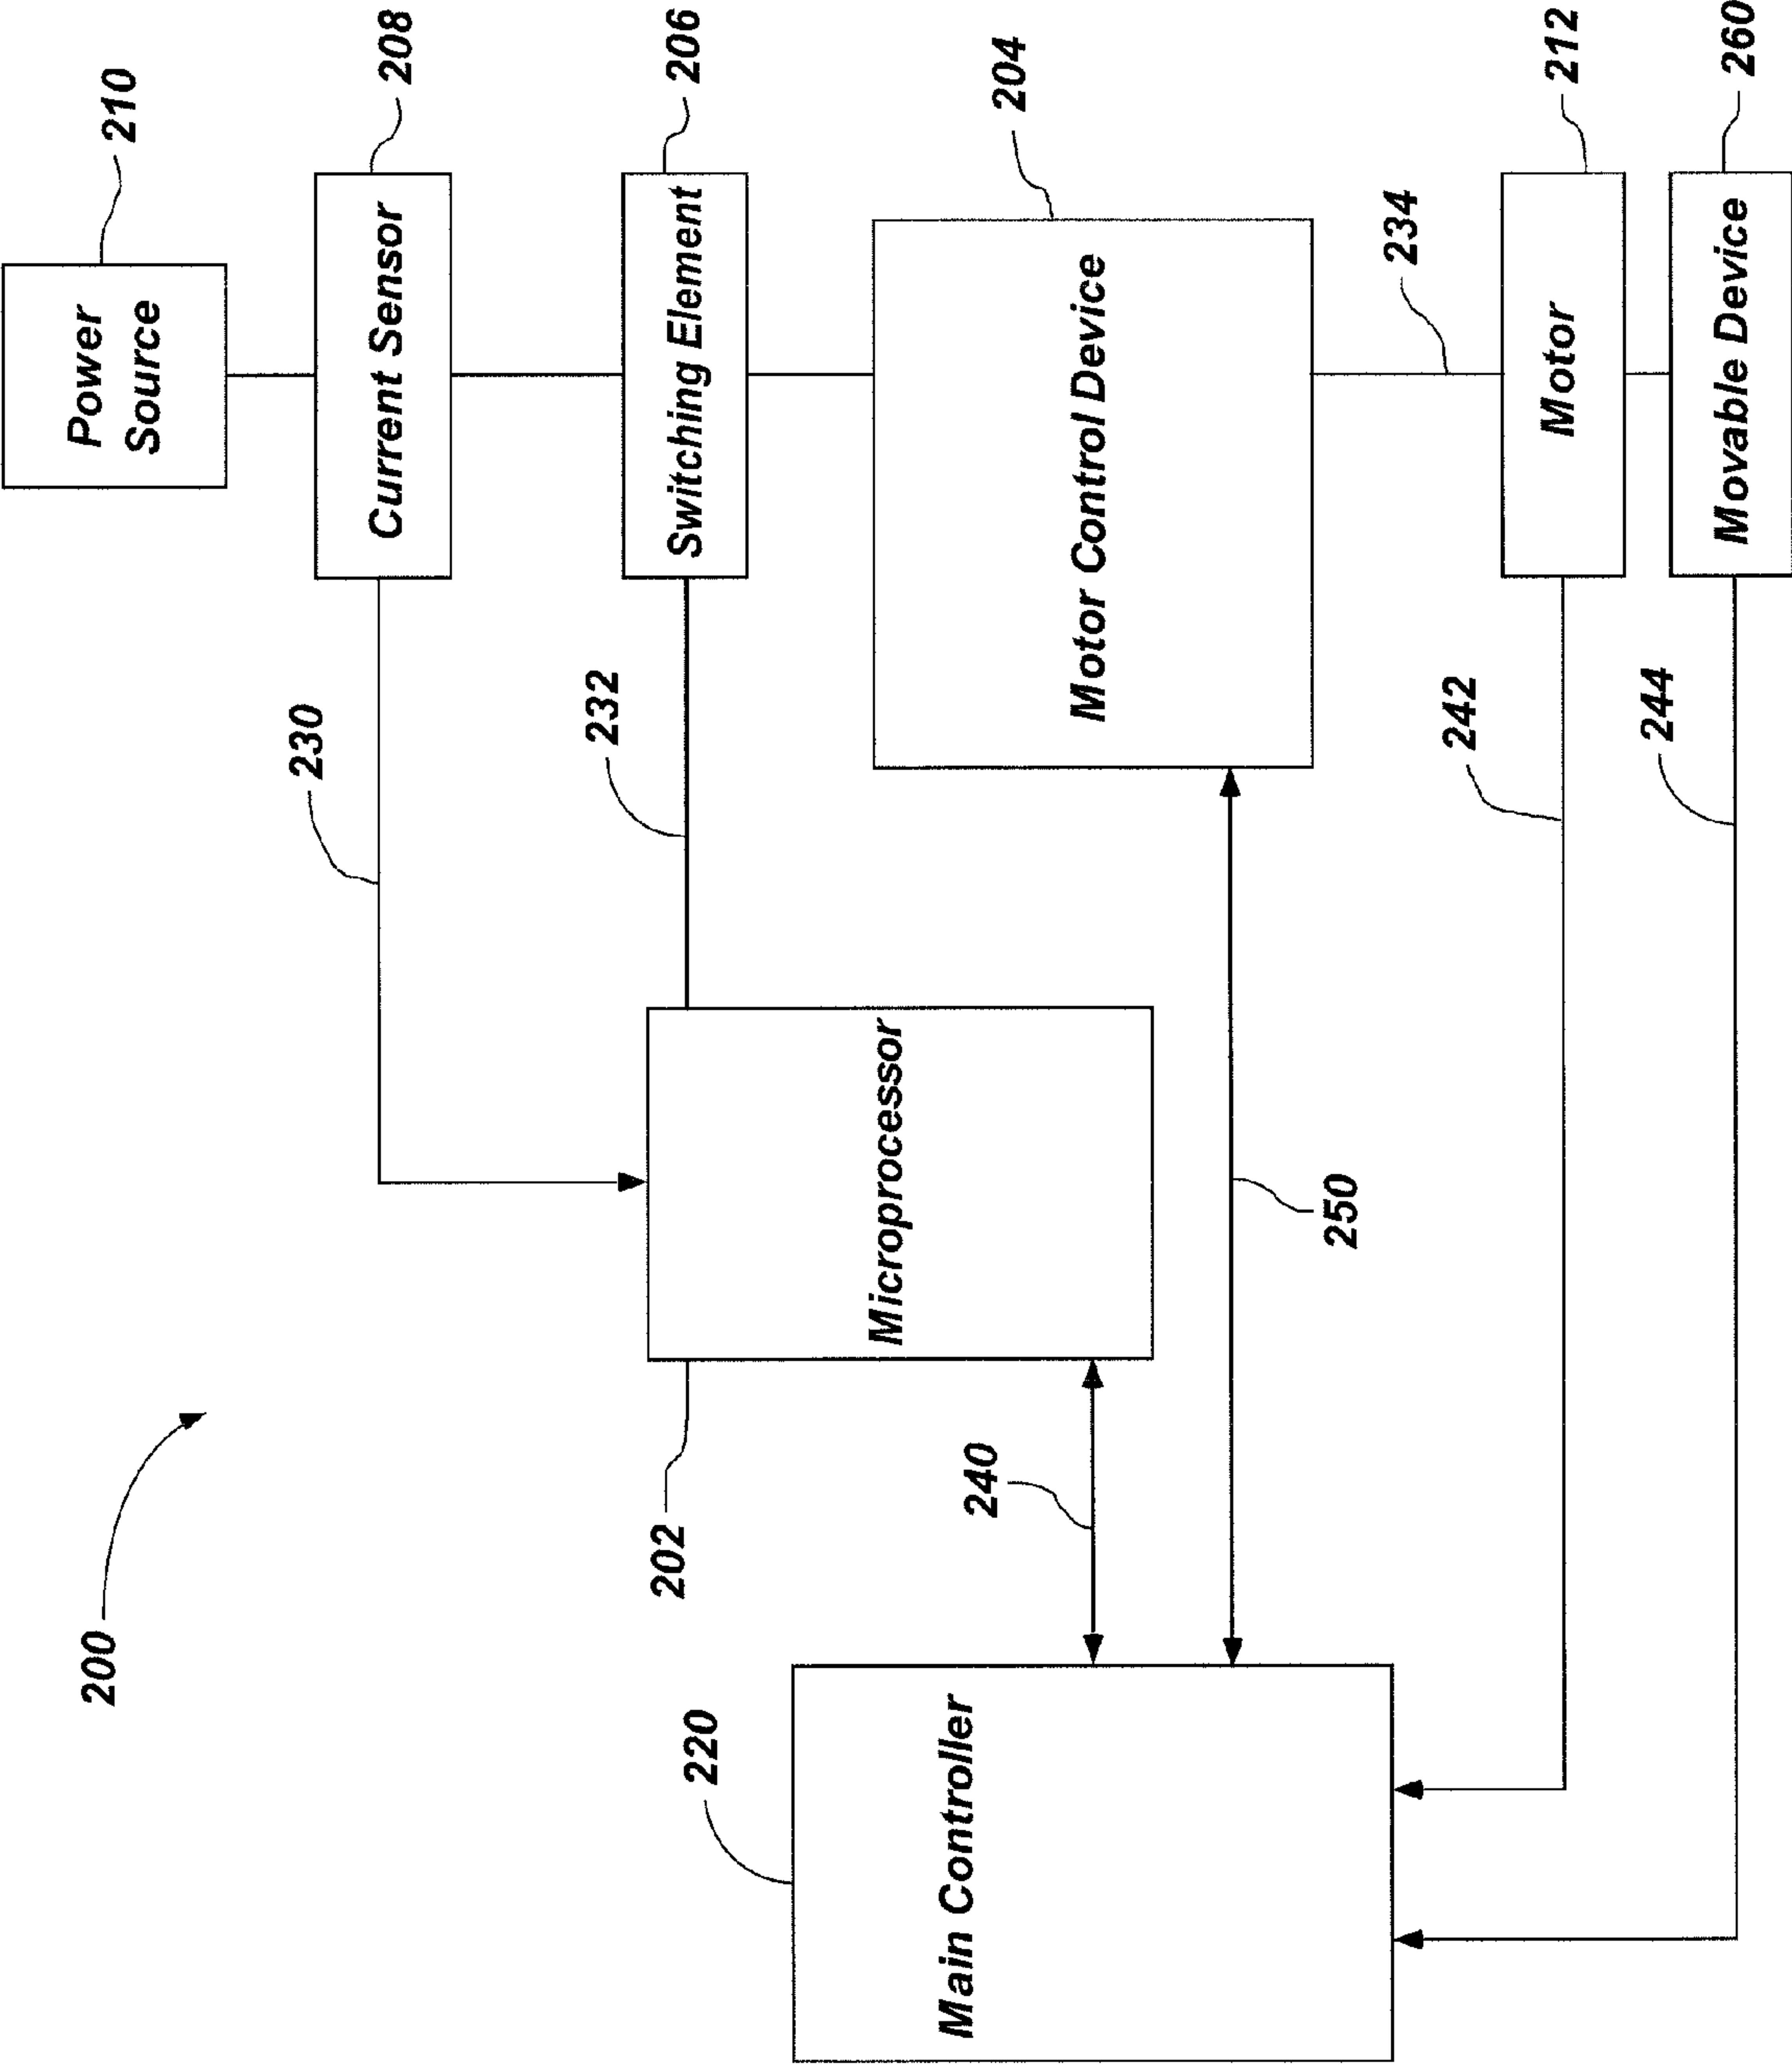 200
220
Main Controller
202
Microprocessor
240
250
230
232
242
244
Power
Source
210
Current Sensor
208
Switching Element
206
Motor Control Device
204
234
Motor
212
Movable Device
260